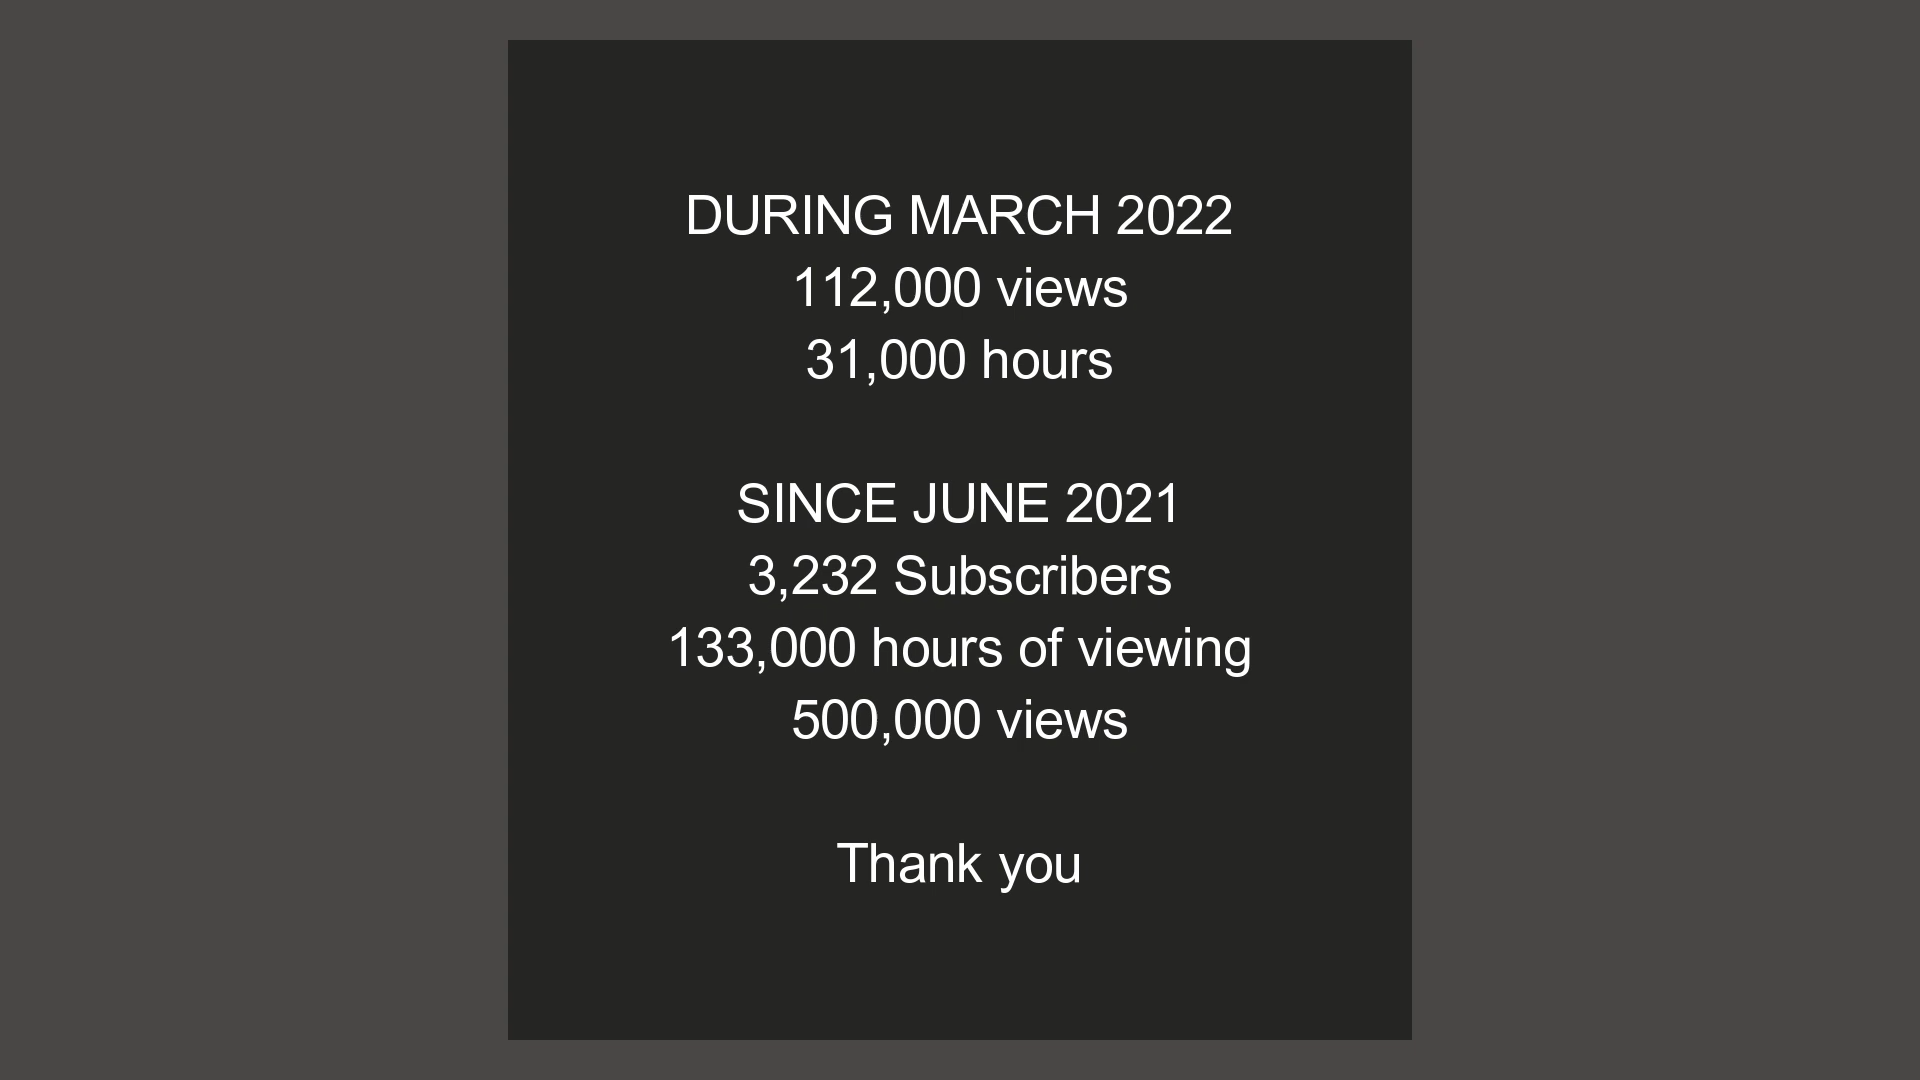 DURING MARCH 2022
112,000 views
31,000 hours
SINCE JUNE 2021
3,232 Subscribers
133,000 hours of viewing
500,000 views
Thank you